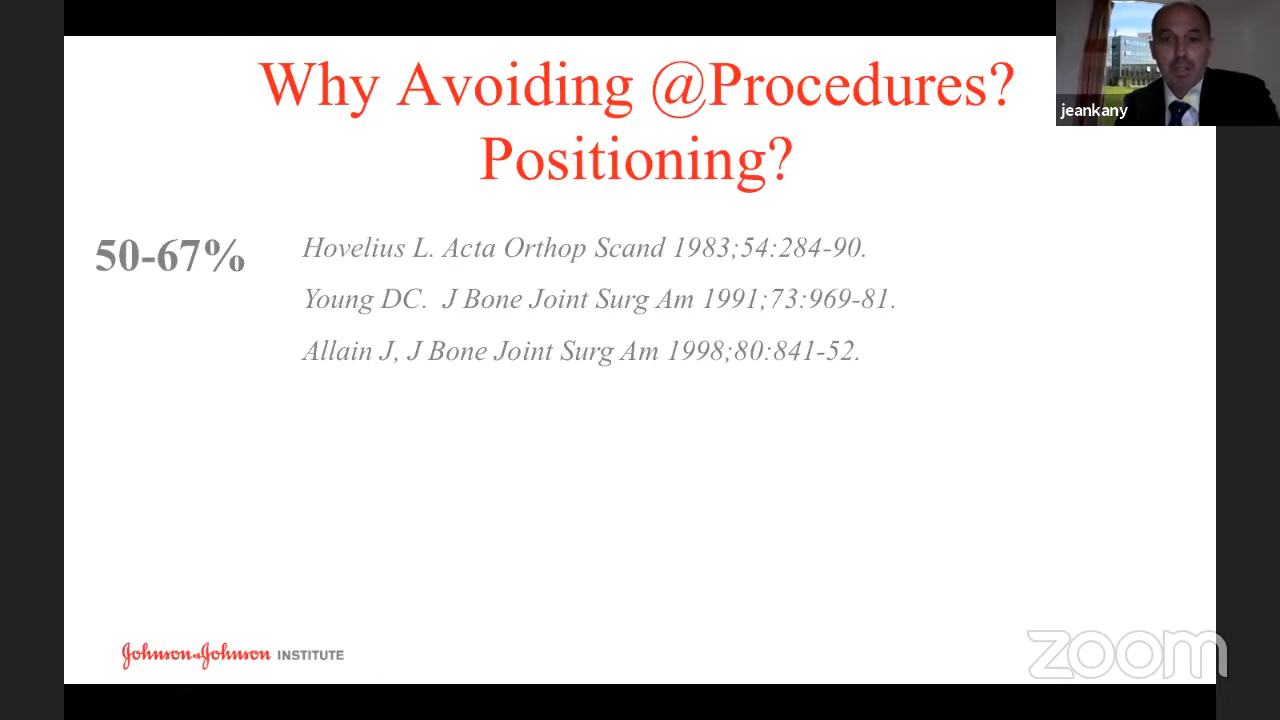 Why Avoiding @Procedures?
Positioning?
jeankany
50-67%
Hovelius L. Acta Orthop Scand 1983;54:284-90.
Young DC. J Bone Joint Surg Am 1991;73:969-81.
Allain J, J Bone Joint Surg Am 1998;80:841-52.
Johnson&Johnson INSTITUTE
zoom